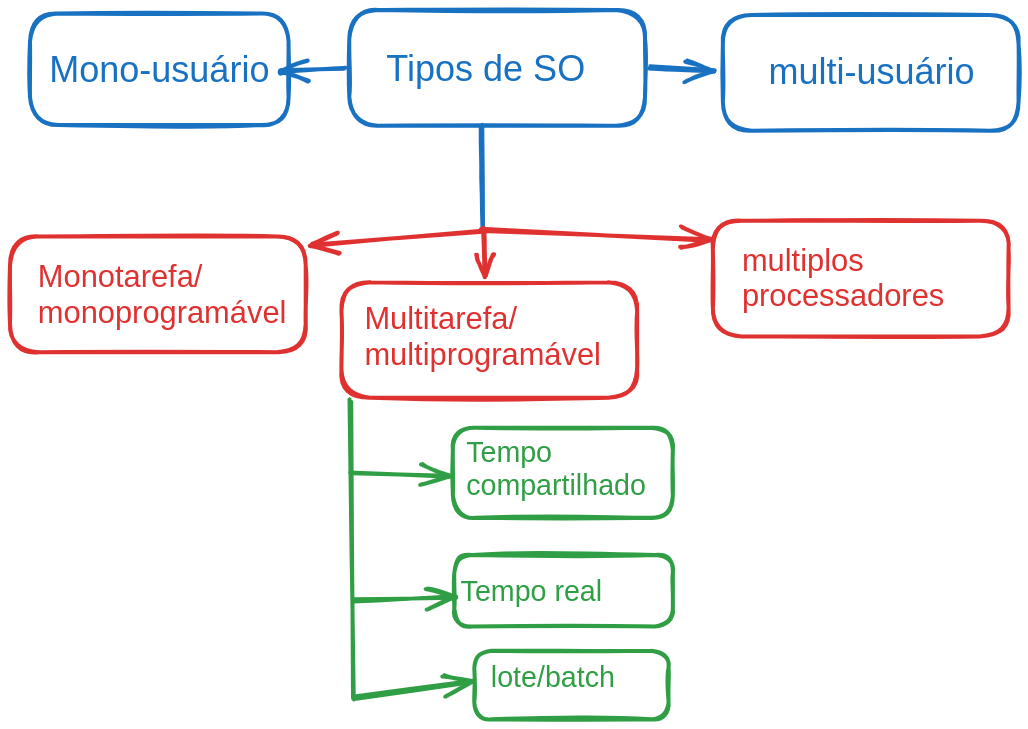 Mono-usuário
Tipos de SO
multi-usuário
Monotarefa/
monoprogramável
Multitarefa/
multiprogramável
multiplos
processadores
Tempo
compartilhado
Tempo real
lote/batch